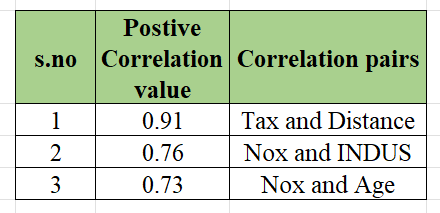 s.no Postive Correlation value Correlation pairs
1 0.91 Tax and Distance
2 0.76 Nox and INDUS
3 0.73 Nox and Age